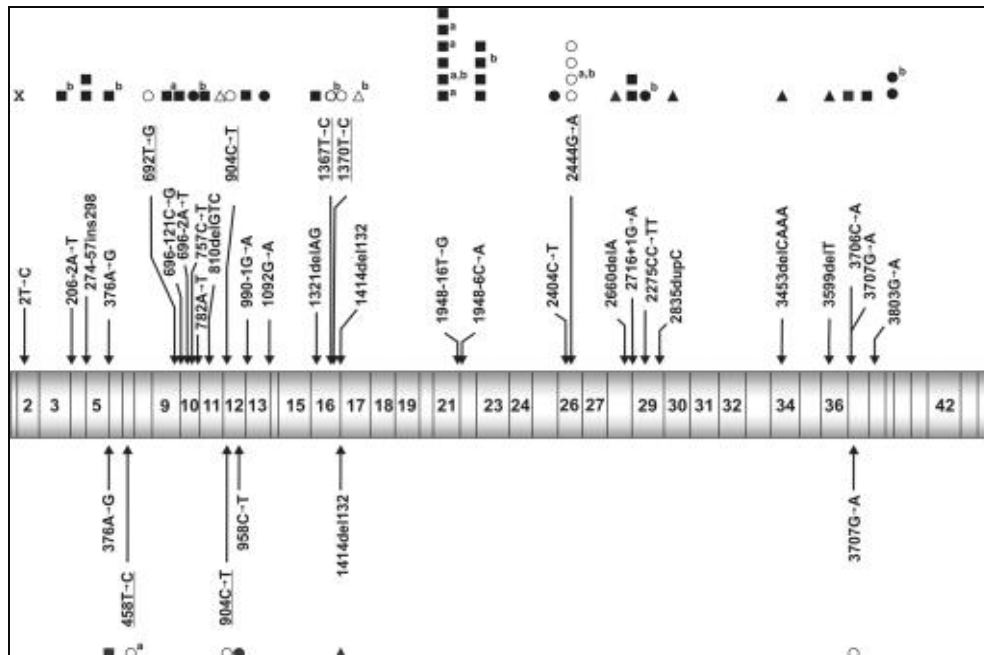 X b b a b b b a a a,b a b a,b b b
692T→G
904C→T
1367T→C
1370T→C
2444G→A
2T→C
206-2A→T
274-57ins298
376A→G
696-121C→G
696-2A→T
757C→T
782A→T
810delGTC
990-1G→A
1092G→A
1321delAG
1414del132
1948-16T→G
1948-6C→A
2404C→T
2660delA
2716+1G→A
2275CC→TT
2835dupC
3453delCAAA
3599delT
3706C→A
3707G→A
3803G→A
2 3 5 9 10 11 12 13 15 16 17 18 19 21 23 24 26 27 29 30 31 32 34 36 42
376A→G
458T→C
904C→T
958C→T
1414del132
3707G→A
a